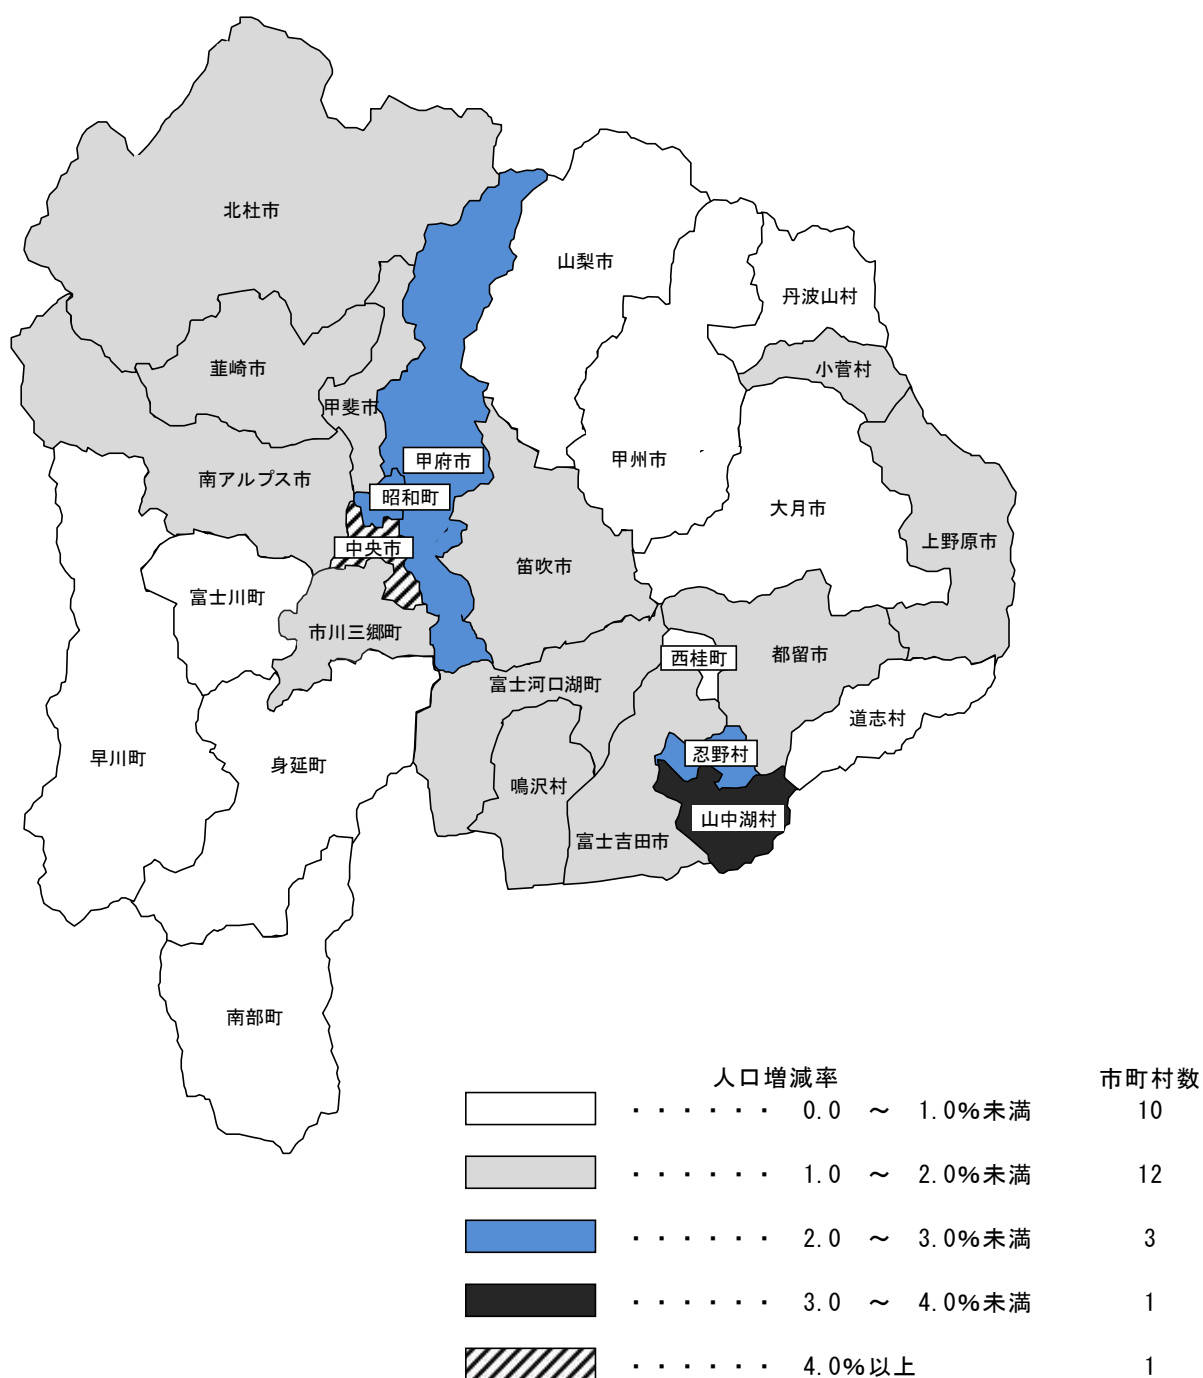 北杜市
山梨市
丹波山村
韮崎市
小菅村
甲斐市
甲府市
甲州市
南アルプス市
昭和町
大月市
上野原市
中央市
笛吹市
富士川町
市川三郷町
西桂町
都留市
富士河口湖町
道志村
早川町
身延町
忍野村
鳴沢村
山中湖村
富士吉田市
南部町
人口増減率 市町村数
・・・・・・ 0.0 ～ 1.0%未満 10
・・・・・・ 1.0 ～ 2.0%未満 12
・・・・・・ 2.0 ～ 3.0%未満 3
・・・・・・ 3.0 ～ 4.0%未満 1
・・・・・・ 4.0%以上 1